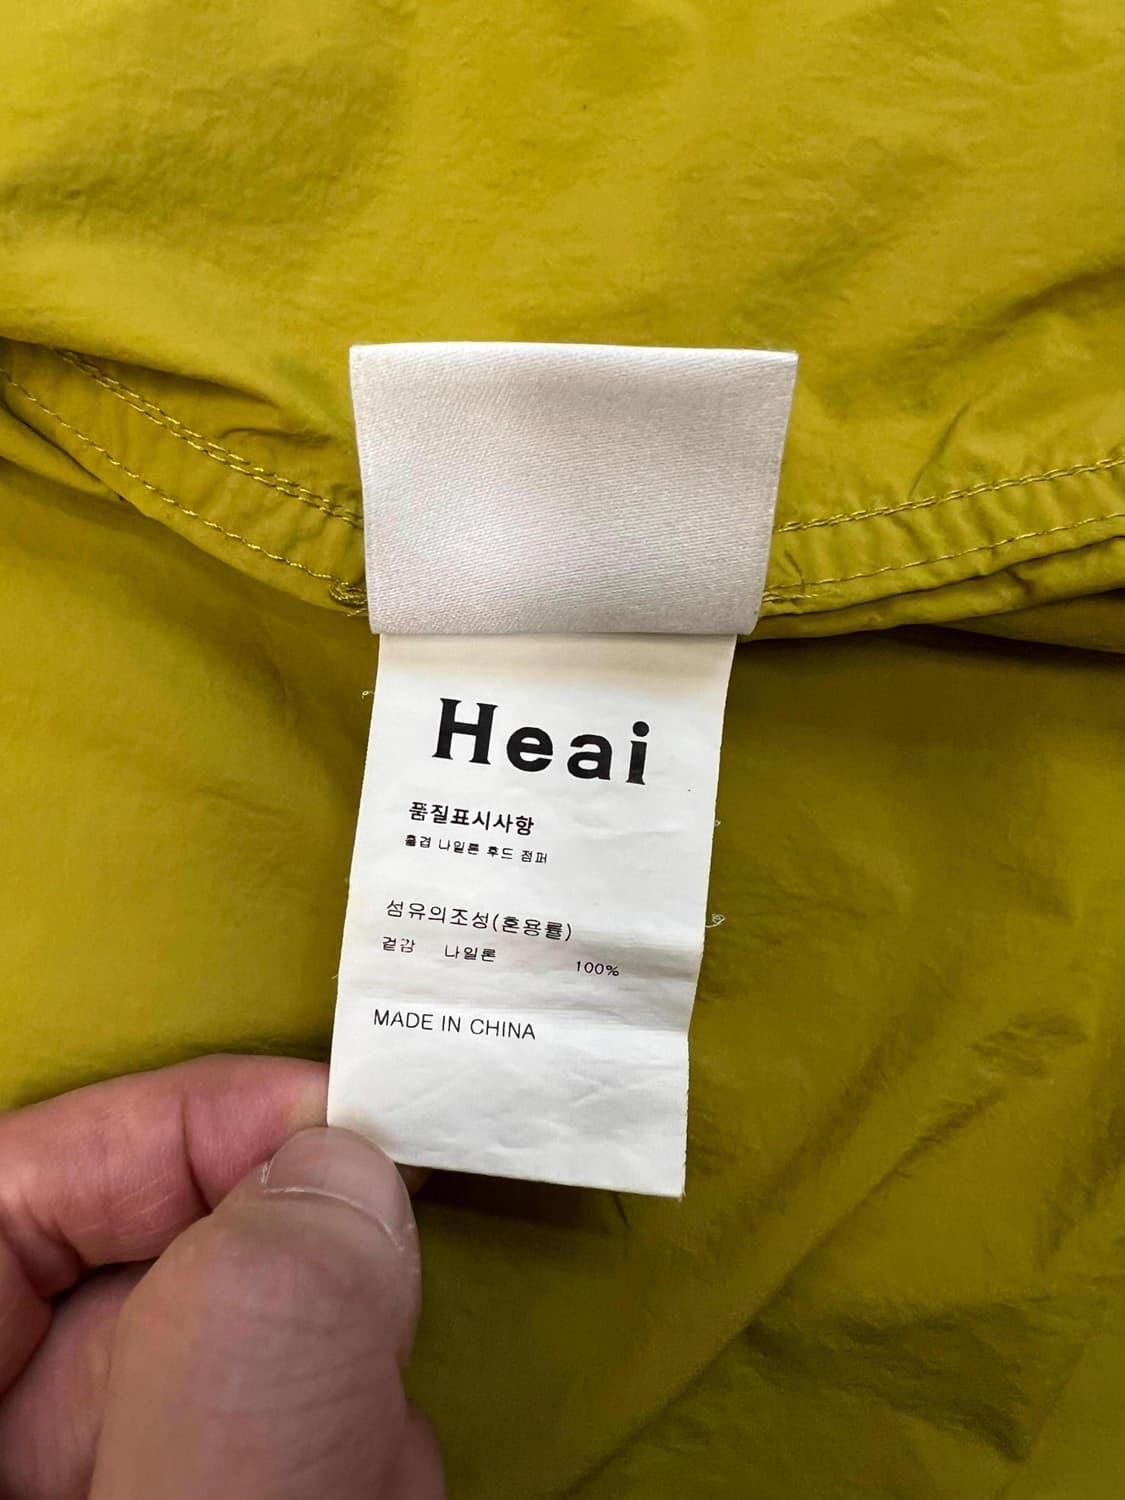 Heai
품질표시사항
홑겹 나일론 후드 점퍼
섬유의조성(혼용률)
겉감 나일론 100%
MADE IN CHINA